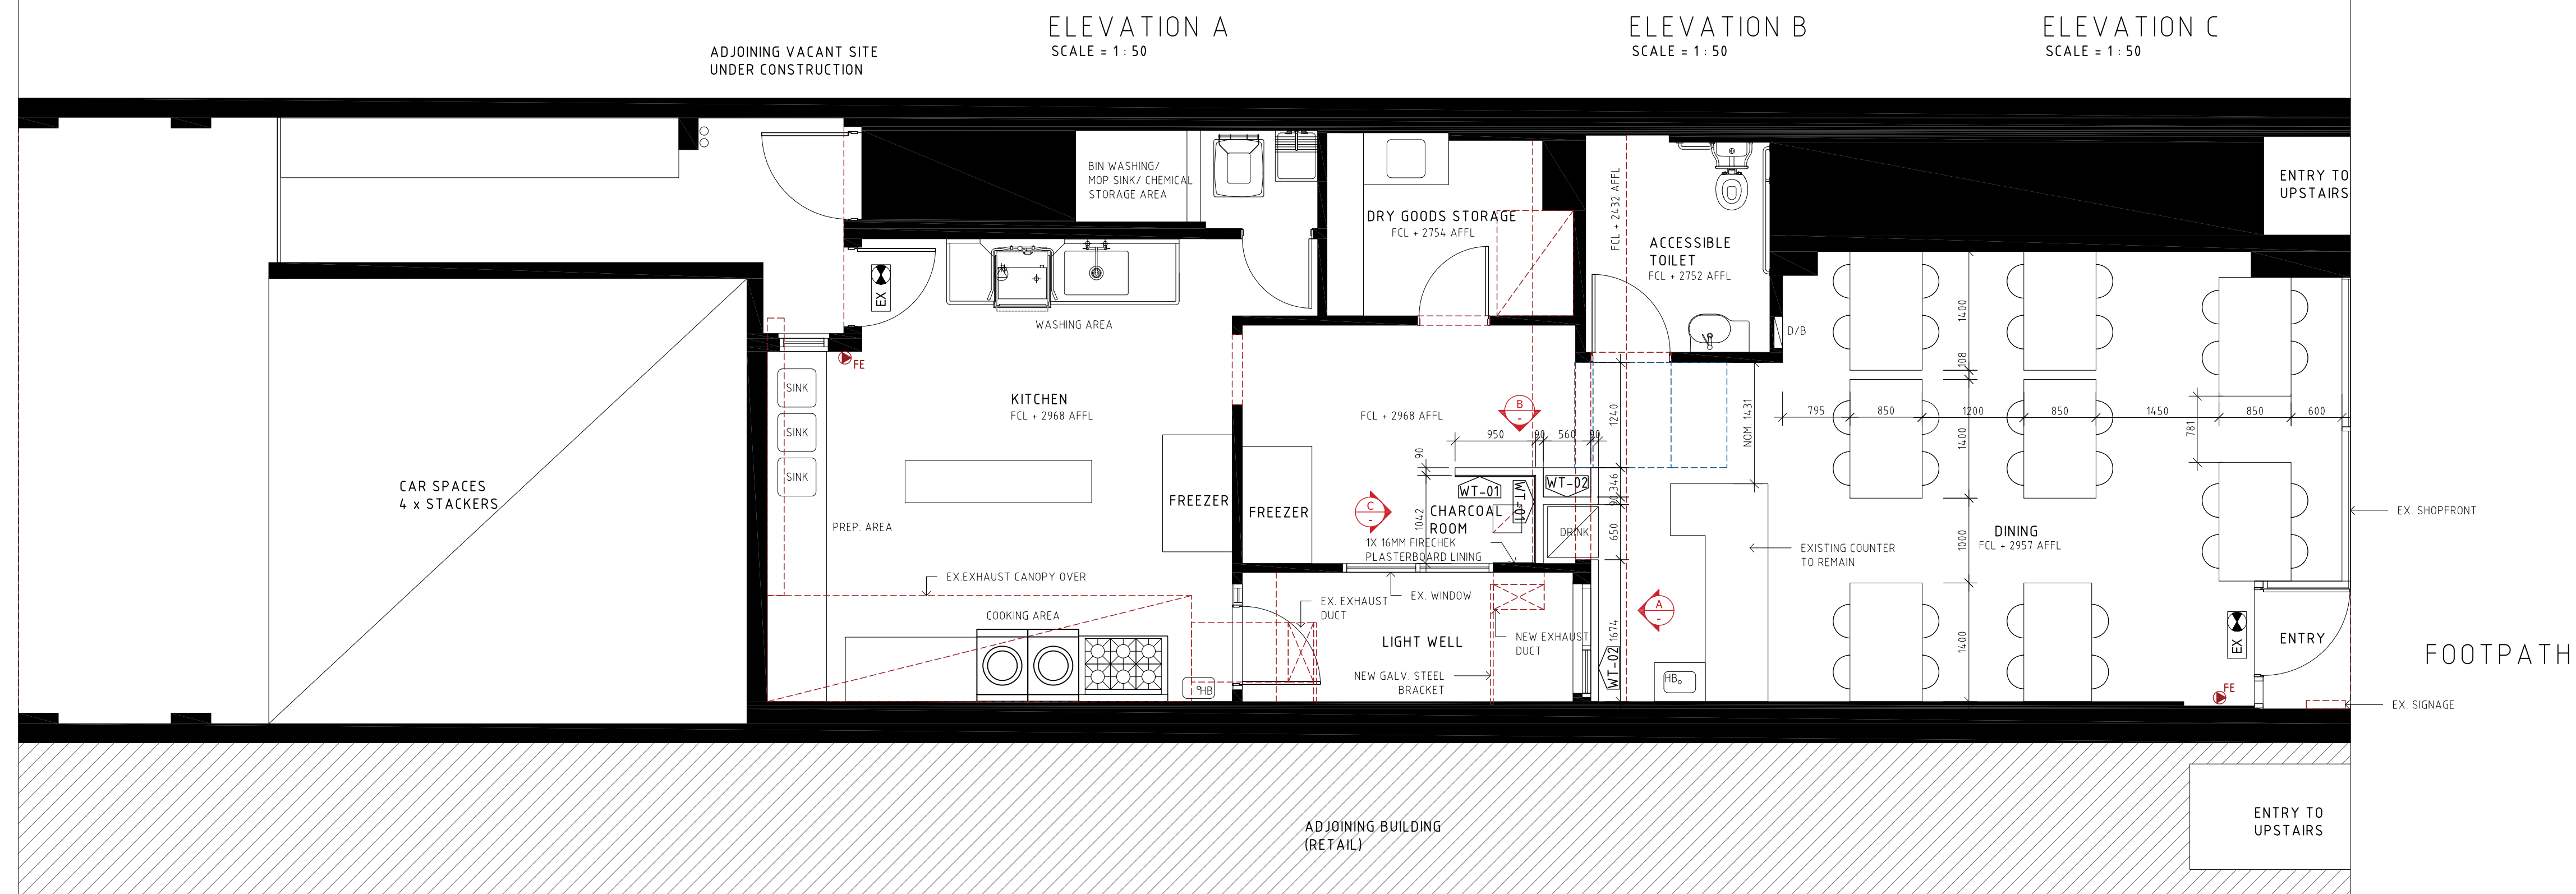 ELEVATION A
SCALE = 1 : 50
ELEVATION B
SCALE = 1 : 50
ELEVATION C
SCALE = 1 : 50
ADJOINING VACANT SITE
UNDER CONSTRUCTION
BIN WASHING/
MOP SINK/ CHEMICAL
STORAGE AREA
DRY GOODS STORAGE
FCL + 2754 AFFL
FCL + 2432 AFFL
ACCESSIBLE
TOILET
FCL + 2752 AFFL
ENTRY TO
UPSTAIRS
EX
WASHING AREA
FE
D/B
SINK
SINK
SINK
KITCHEN
FCL + 2968 AFFL
FCL + 2968 AFFL
B
-
CAR SPACES
4 x STACKERS
PREP. AREA
FREEZER
FREEZER
C
-
950
90
560
90
90
1042
WT-01
WT-01
WT-02
CHARCOAL
ROOM
1X 16MM FIRECHEK
PLASTERBOARD LINING
DRINK
1240
346
90
650
1674
NOM. 1431
795
850
1200
850
1450
850
600
1400
108
1400
1000
1400
781
DINING
FCL + 2957 AFFL
EXISTING COUNTER
TO REMAIN
EX. SHOPFRONT
EX.EXHAUST CANOPY OVER
COOKING AREA
EX. EXHAUST
DUCT
EX. WINDOW
LIGHT WELL
NEW EXHAUST
DUCT
NEW GALV. STEEL
BRACKET
A
-
WT-02
HB
HB
EX
ENTRY
FE
FOOTPATH
EX. SIGNAGE
ADJOINING BUILDING
(RETAIL)
ENTRY TO
UPSTAIRS